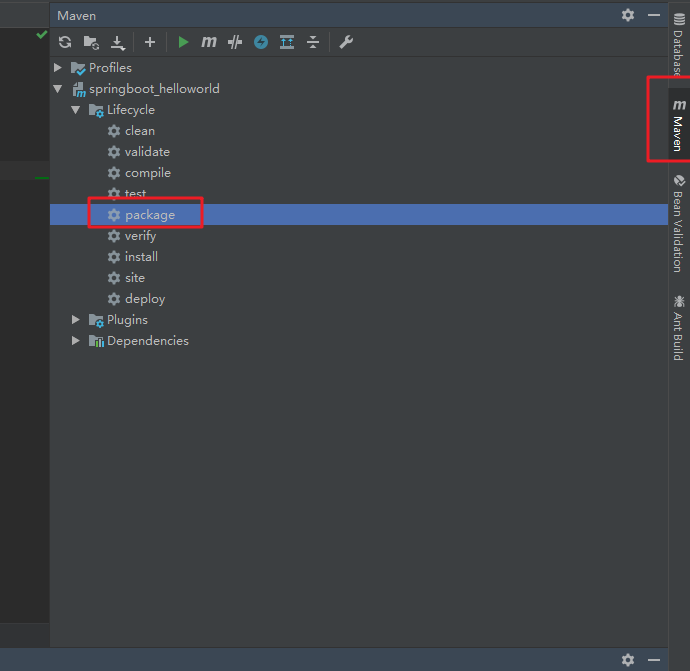 Maven
Profiles
springboot_helloworld
Lifecycle
clean
validate
compile
test
package
verify
install
site
deploy
Plugins
Dependencies
Database
Maven
Bean Validation
Ant Build